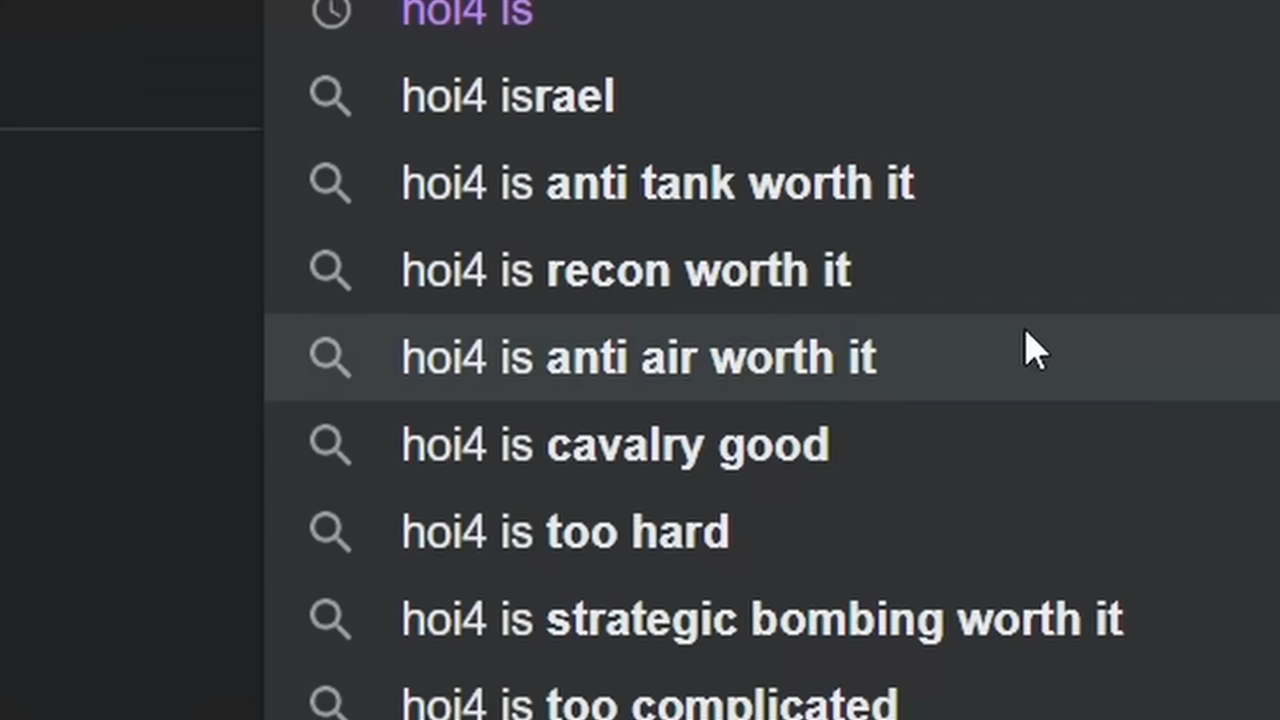 hoi4 is
hoi4 israel
hoi4 is anti tank worth it
hoi4 is recon worth it
hoi4 is anti air worth it
hoi4 is cavalry good
hoi4 is too hard
hoi4 is strategic bombing worth it
hoi4 is too complicated